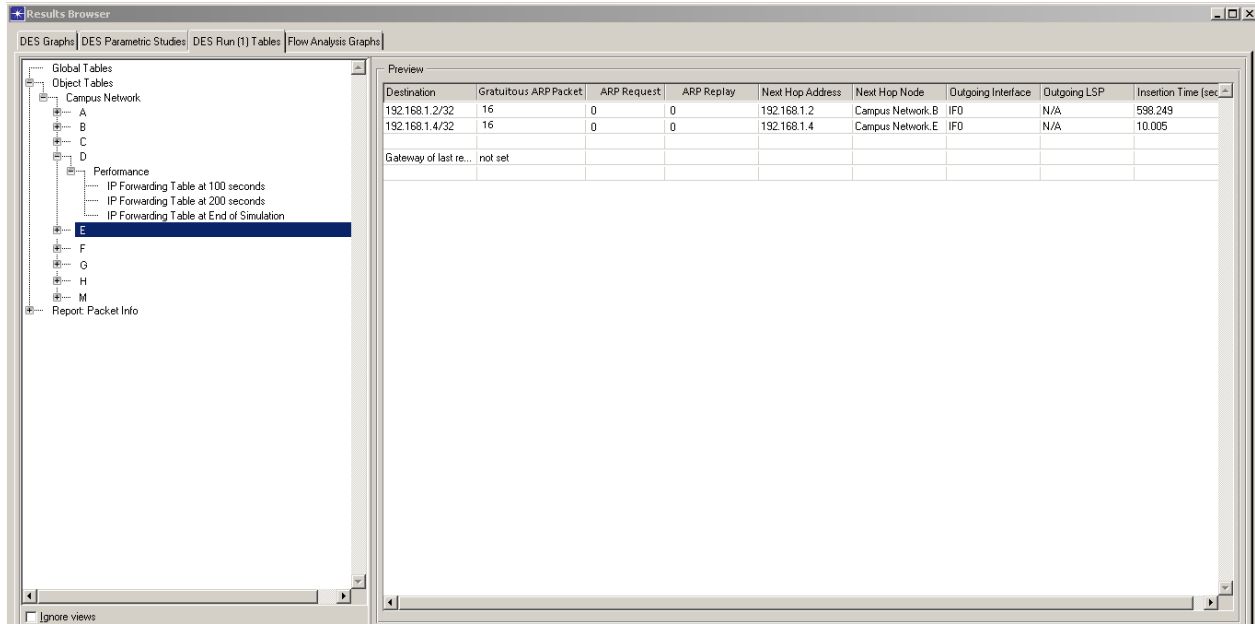 Results Browser
DES Graphs DES Parametric Studies DES Run (1) Tables Flow Analysis Graphs
Global Tables
Object Tables
Campus Network
A
B
C
D
Performance
IP Forwarding Table at 100 seconds
IP Forwarding Table at 200 seconds
IP Forwarding Table at End of Simulation
E
F
G
H
M
Report: Packet Info
Ignore views
Preview
Destination Gratuitous ARP Packet ARP Request ARP Replay Next Hop Address Next Hop Node Outgoing Interface Outgoing LSP Insertion Time (sec
192.168.1.2/32 16 0 0 192.168.1.2 Campus Network.B IF0 N/A 598.249
192.168.1.4/32 16 0 0 192.168.1.4 Campus Network.E IF0 N/A 10.005
Gateway of last re... not set